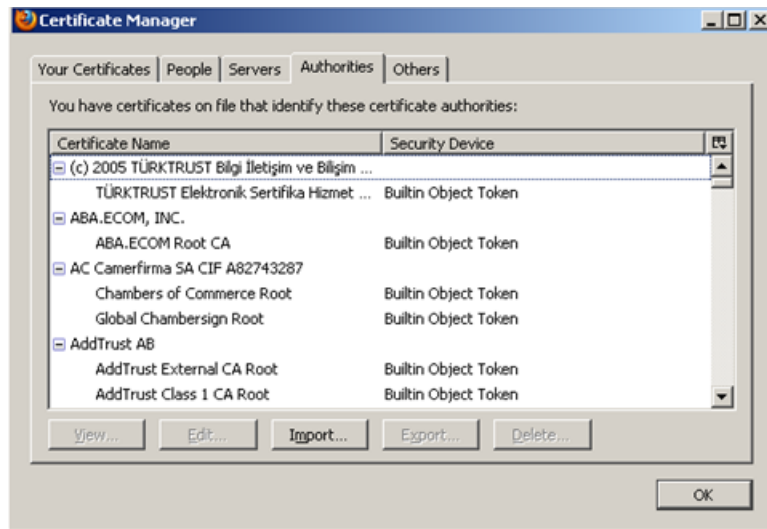 Certificate Manager
Your Certificates People Servers Authorities Others
You have certificates on file that identify these certificate authorities:
Certificate Name Security Device
(c) 2005 TÜRKTRUST Bilgi İletişim ve Bilişim ...
TÜRKTRUST Elektronik Sertifika Hizmet ... Builtin Object Token
ABA.ECOM, INC.
ABA.ECOM Root CA Builtin Object Token
AC Camerfirma SA CIF A82743287
Chambers of Commerce Root Builtin Object Token
Global Chambersign Root Builtin Object Token
AddTrust AB
AddTrust External CA Root Builtin Object Token
AddTrust Class 1 CA Root Builtin Object Token
View... Edit... Import... Export... Delete...
OK